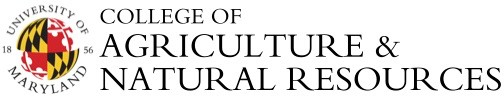 UNIVERSITY OF
18 56
MARYLAND
COLLEGE OF
AGRICULTURE &
NATURAL RESOURCES